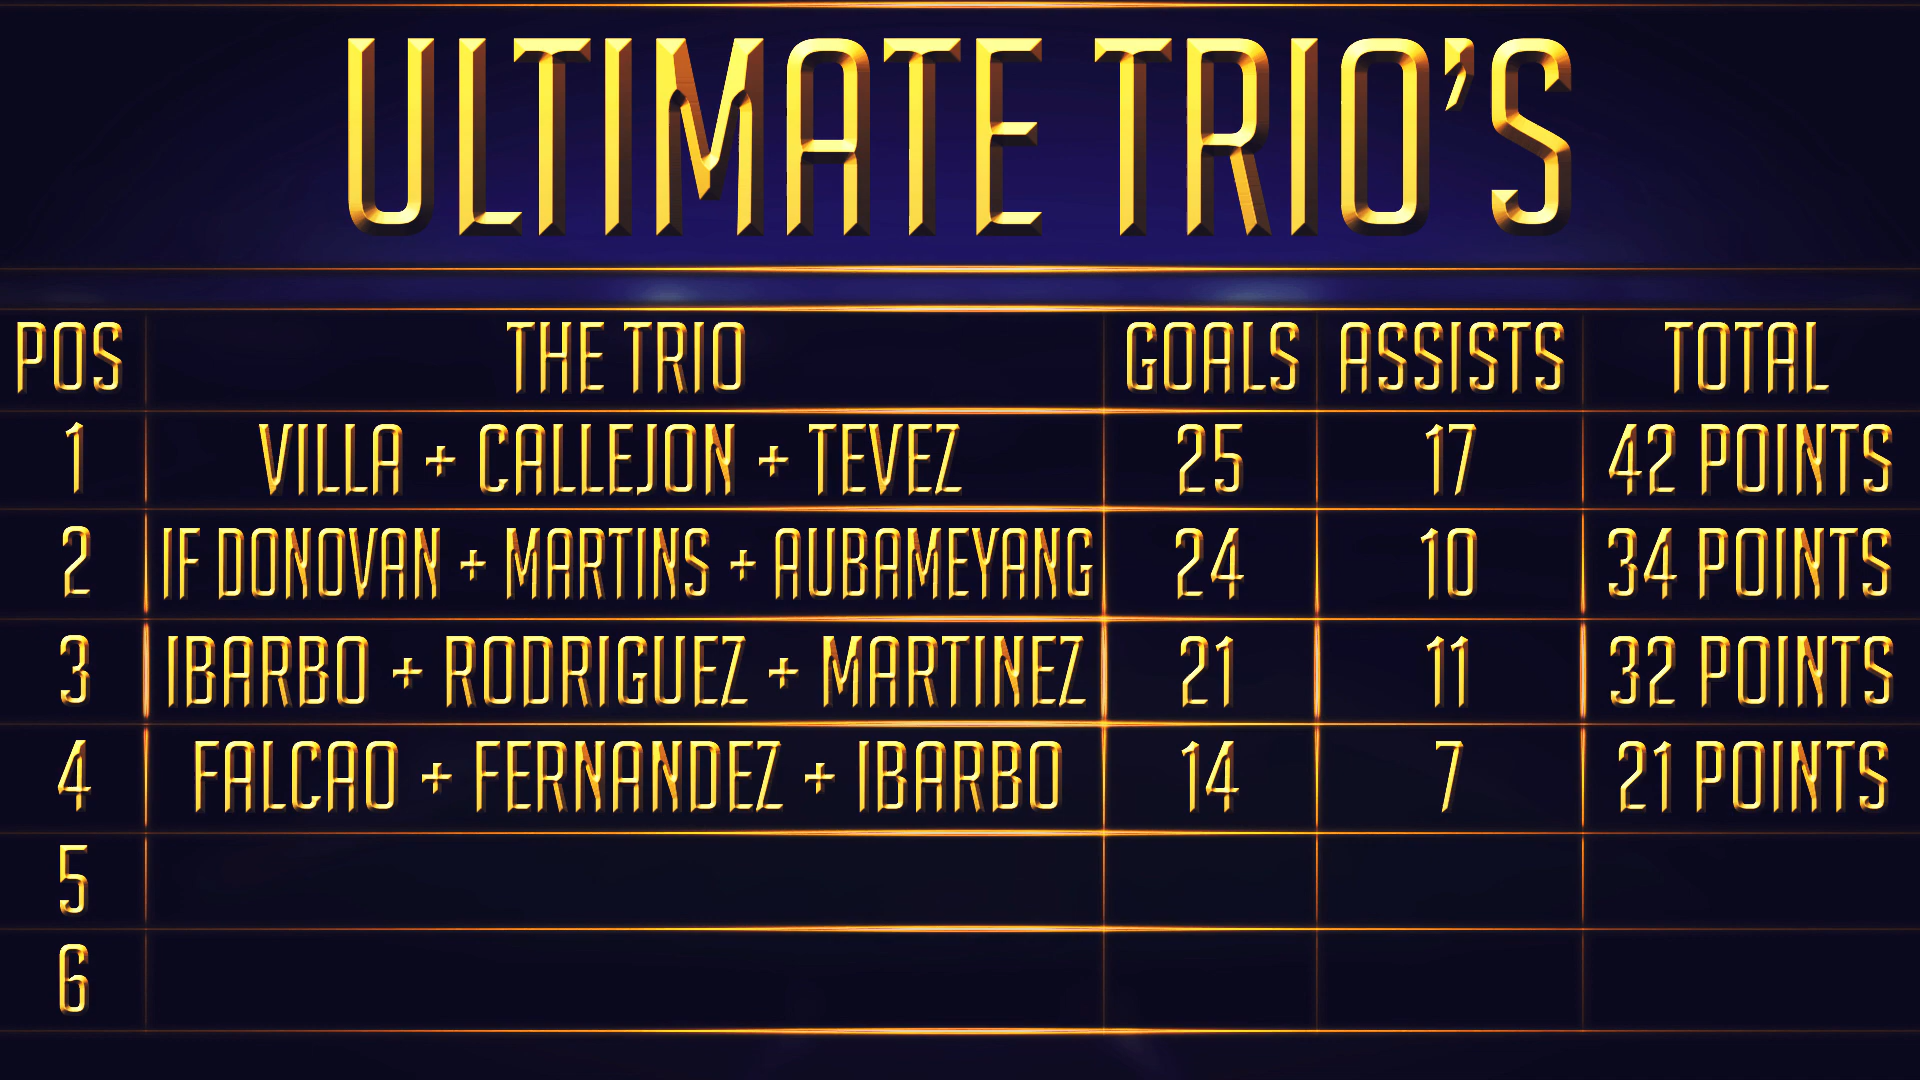 ULTIMATE TRIO'S
POS THE TRIO GOALS ASSISTS TOTAL
1 VILLA + CALLEJON + TEVEZ 25 17 42 POINTS
2 IF DONOVAN + MARTINS + AUBAMEYANG 24 10 34 POINTS
3 IBARBO + RODRIGUEZ + MARTINEZ 21 11 32 POINTS
4 FALCAO + FERNANDEZ + IBARBO 14 7 21 POINTS
5
6